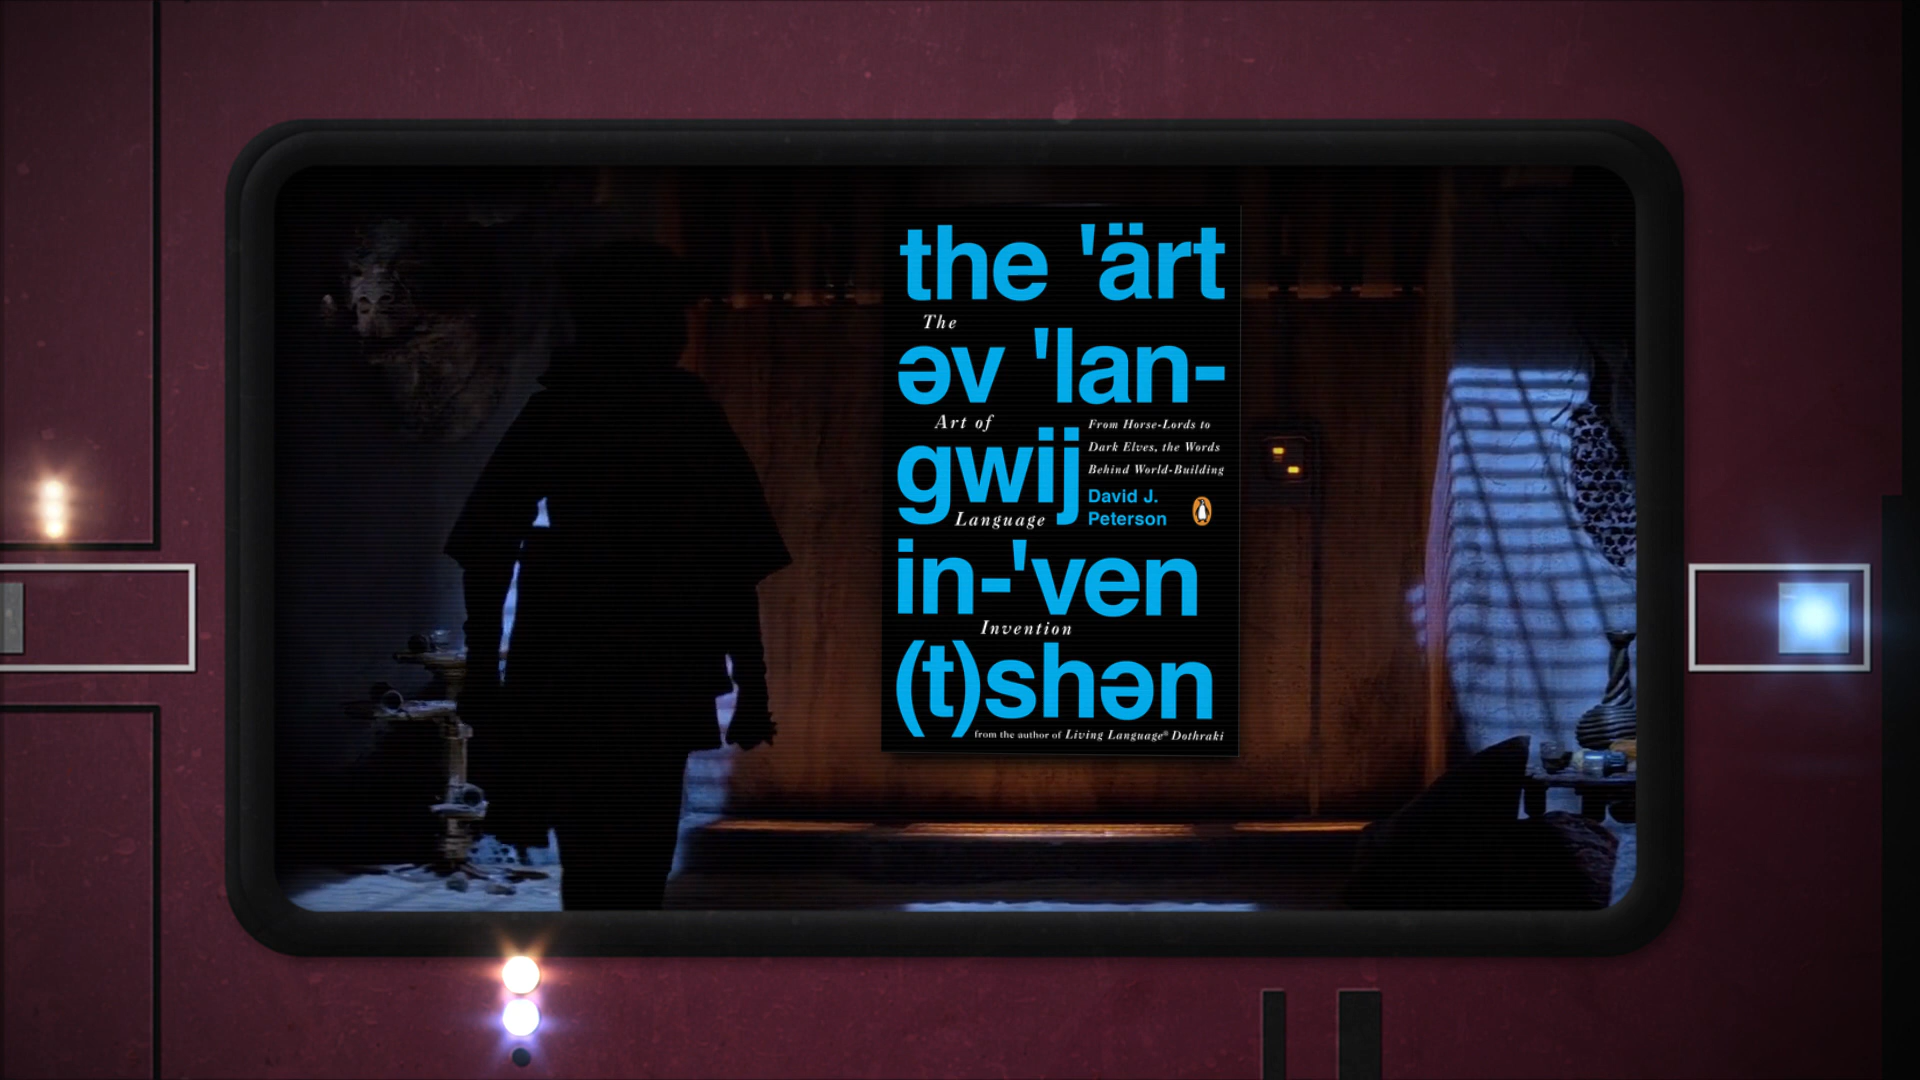 the 'ärt
The
əv 'lan-
Art of
gwij
Language
From Horse-Lords to
Dark Elves, the Words
Behind World-Building
David J.
Peterson
in-'ven
Invention
(t)shən
from the author of Living Language® Dothraki